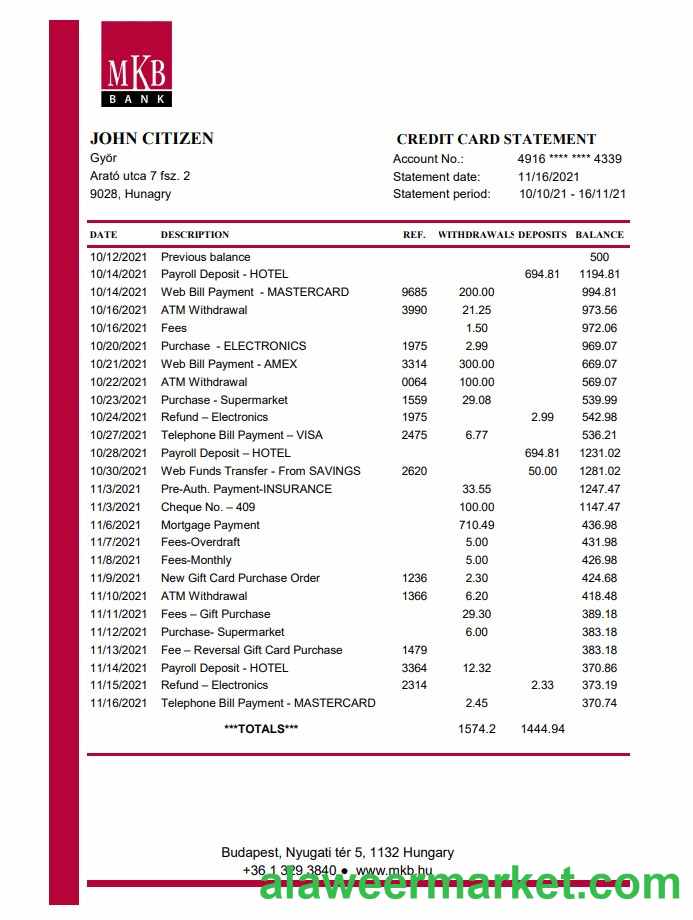 MKB
BANK
JOHN CITIZEN
Győr
Arató utca 7 fsz. 2
9028, Hunagry
CREDIT CARD STATEMENT
Account No.: 4916 **** **** 4339
Statement date: 11/16/2021
Statement period: 10/10/21 - 16/11/21
DATE DESCRIPTION REF. WITHDRAWALS DEPOSITS BALANCE
10/12/2021 Previous balance 500
10/14/2021 Payroll Deposit - HOTEL 694.81 1194.81
10/14/2021 Web Bill Payment - MASTERCARD 9685 200.00 994.81
10/16/2021 ATM Withdrawal 3990 21.25 973.56
10/16/2021 Fees 1.50 972.06
10/20/2021 Purchase - ELECTRONICS 1975 2.99 969.07
10/21/2021 Web Bill Payment - AMEX 3314 300.00 669.07
10/22/2021 ATM Withdrawal 0064 100.00 569.07
10/23/2021 Purchase - Supermarket 1559 29.08 539.99
10/24/2021 Refund – Electronics 1975 2.99 542.98
10/27/2021 Telephone Bill Payment – VISA 2475 6.77 536.21
10/28/2021 Payroll Deposit – HOTEL 694.81 1231.02
10/30/2021 Web Funds Transfer - From SAVINGS 2620 50.00 1281.02
11/3/2021 Pre-Auth. Payment-INSURANCE 33.55 1247.47
11/3/2021 Cheque No. – 409 100.00 1147.47
11/6/2021 Mortgage Payment 710.49 436.98
11/7/2021 Fees-Overdraft 5.00 431.98
11/8/2021 Fees-Monthly 5.00 426.98
11/9/2021 New Gift Card Purchase Order 1236 2.30 424.68
11/10/2021 ATM Withdrawal 1366 6.20 418.48
11/11/2021 Fees – Gift Purchase 29.30 389.18
11/12/2021 Purchase- Supermarket 6.00 383.18
11/13/2021 Fee – Reversal Gift Card Purchase 1479 383.18
11/14/2021 Payroll Deposit - HOTEL 3364 12.32 370.86
11/15/2021 Refund – Electronics 2314 2.33 373.19
11/16/2021 Telephone Bill Payment - MASTERCARD 2.45 370.74
***TOTALS*** 1574.2 1444.94
Budapest, Nyugati tér 5, 1132 Hungary
+36 1 329 3840 ● www.mkb.hu
alaweermarket.com